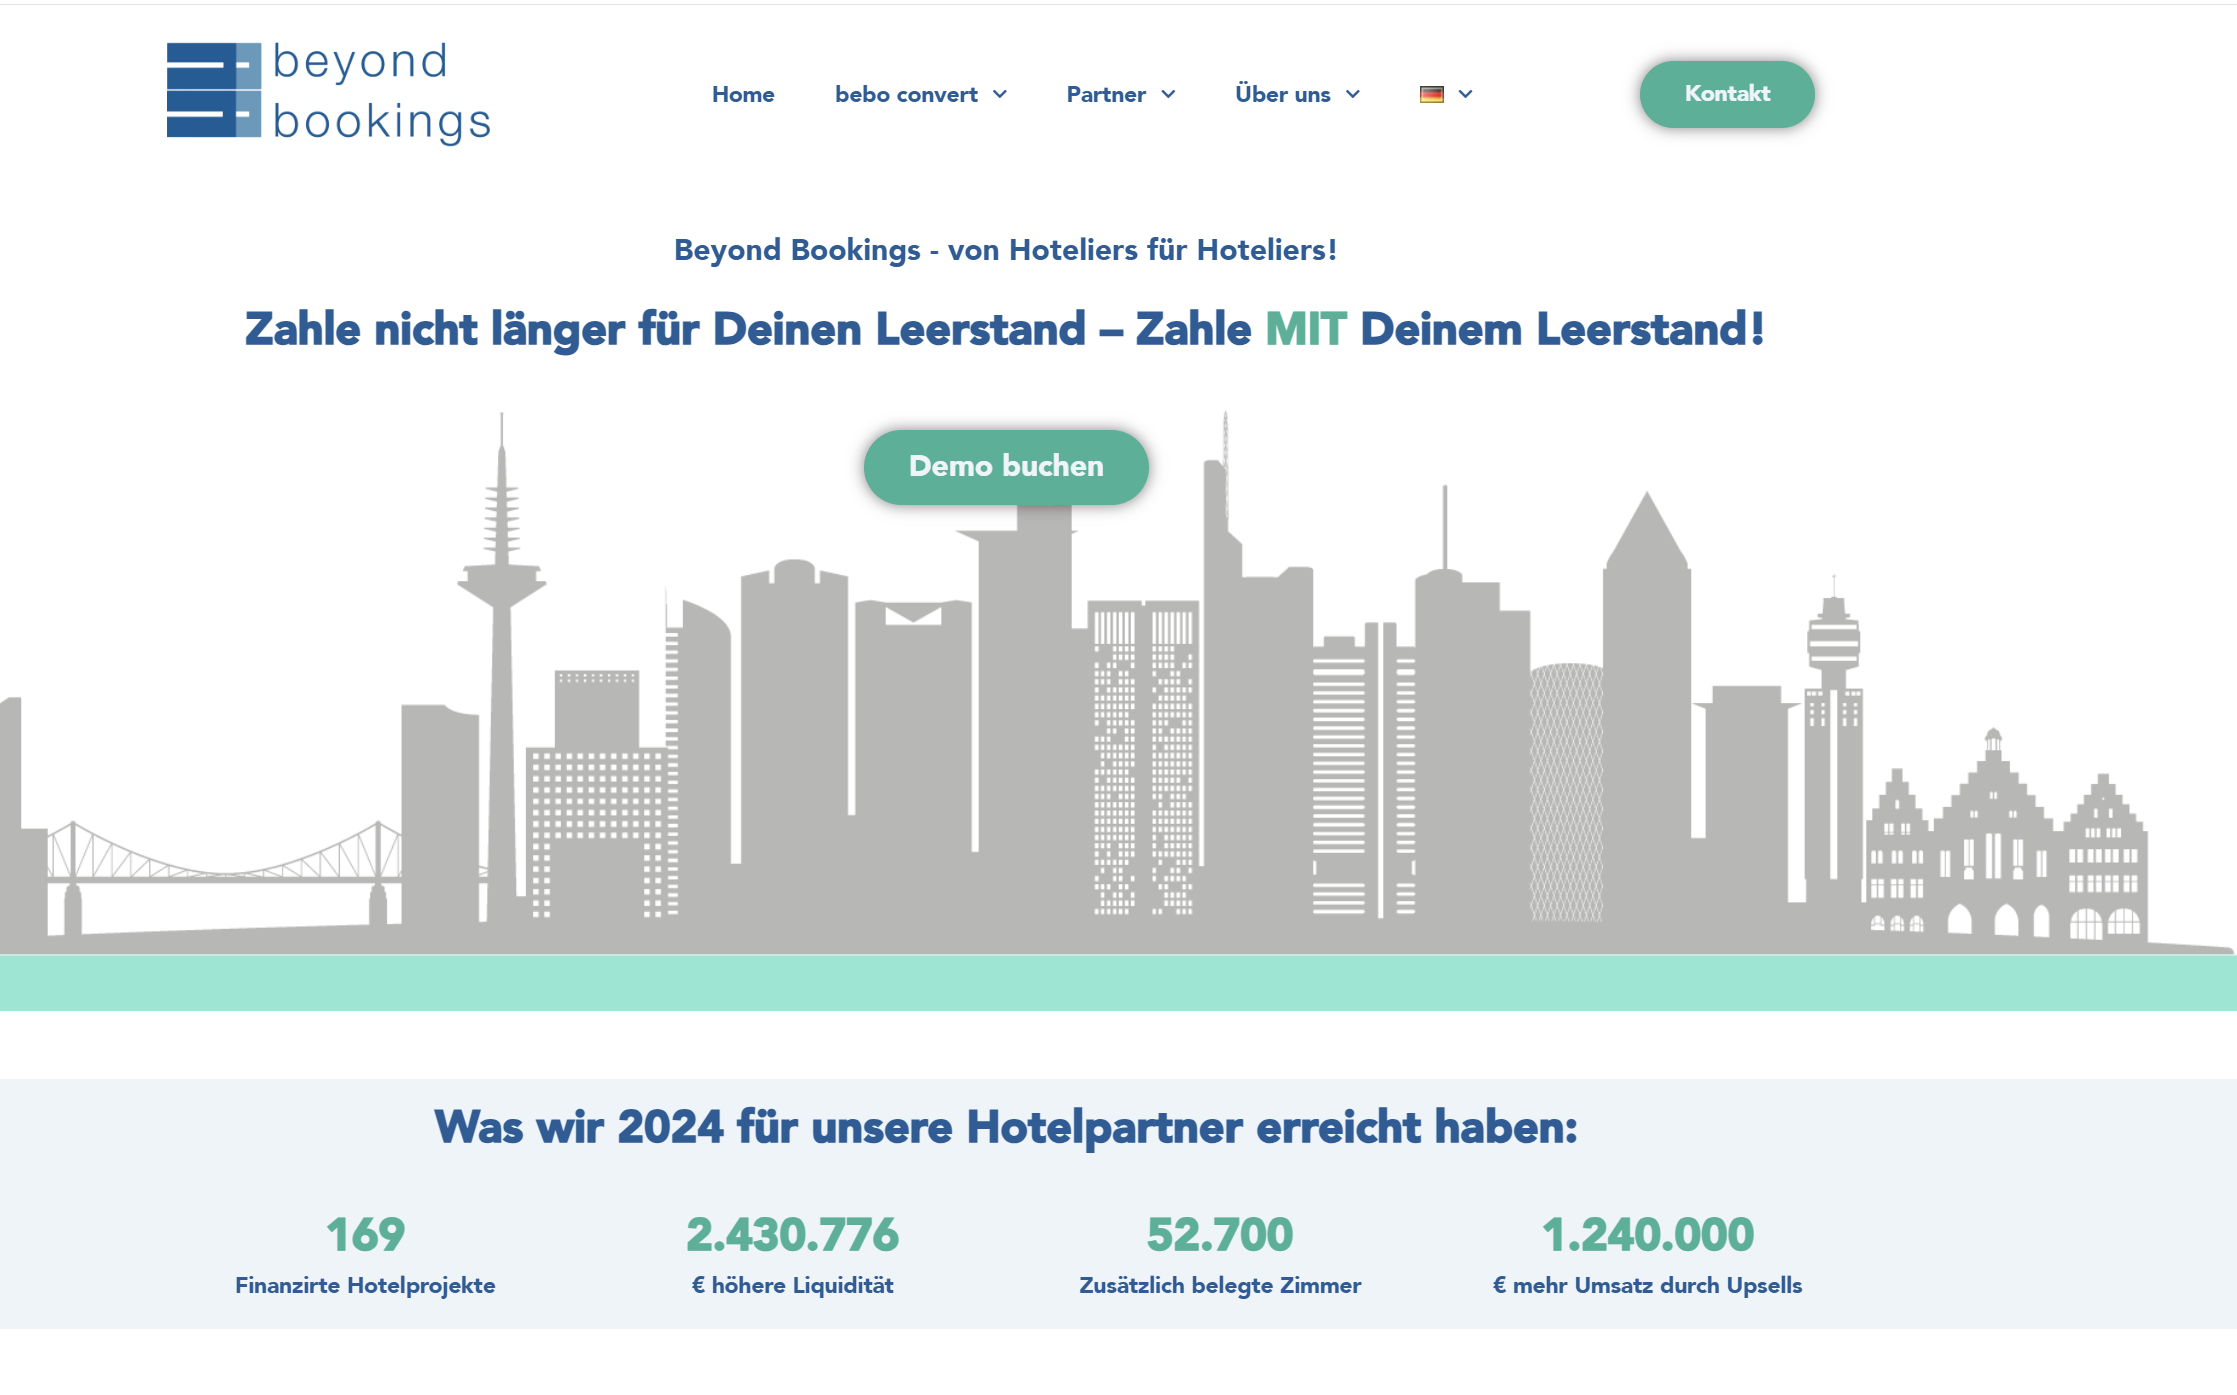 beyond
bookings
Home
bebo convert
Partner
Über uns
Kontakt
Beyond Bookings - von Hoteliers für Hoteliers!
Zahle nicht länger für Deinen Leerstand – Zahle MIT Deinem Leerstand!
Demo buchen
Was wir 2024 für unsere Hotelpartner erreicht haben:
169
Finanzirte Hotelprojekte
2.430.776
€ höhere Liquidität
52.700
Zusätzlich belegte Zimmer
1.240.000
€ mehr Umsatz durch Upsells